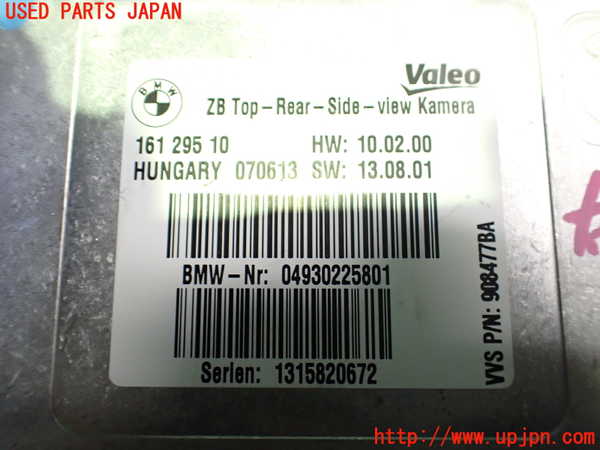 USED PARTS JAPAN
BMW
Valeo
ZB Top-Rear-Side-view Kamera
161 295 10 HW: 10.02.00
HUNGARY 070613 SW: 13.08.01
BMW-Nr: 04930225801
Serien: 1315820672
VVS P/N: 908477BA
http://www.upjpn.com/